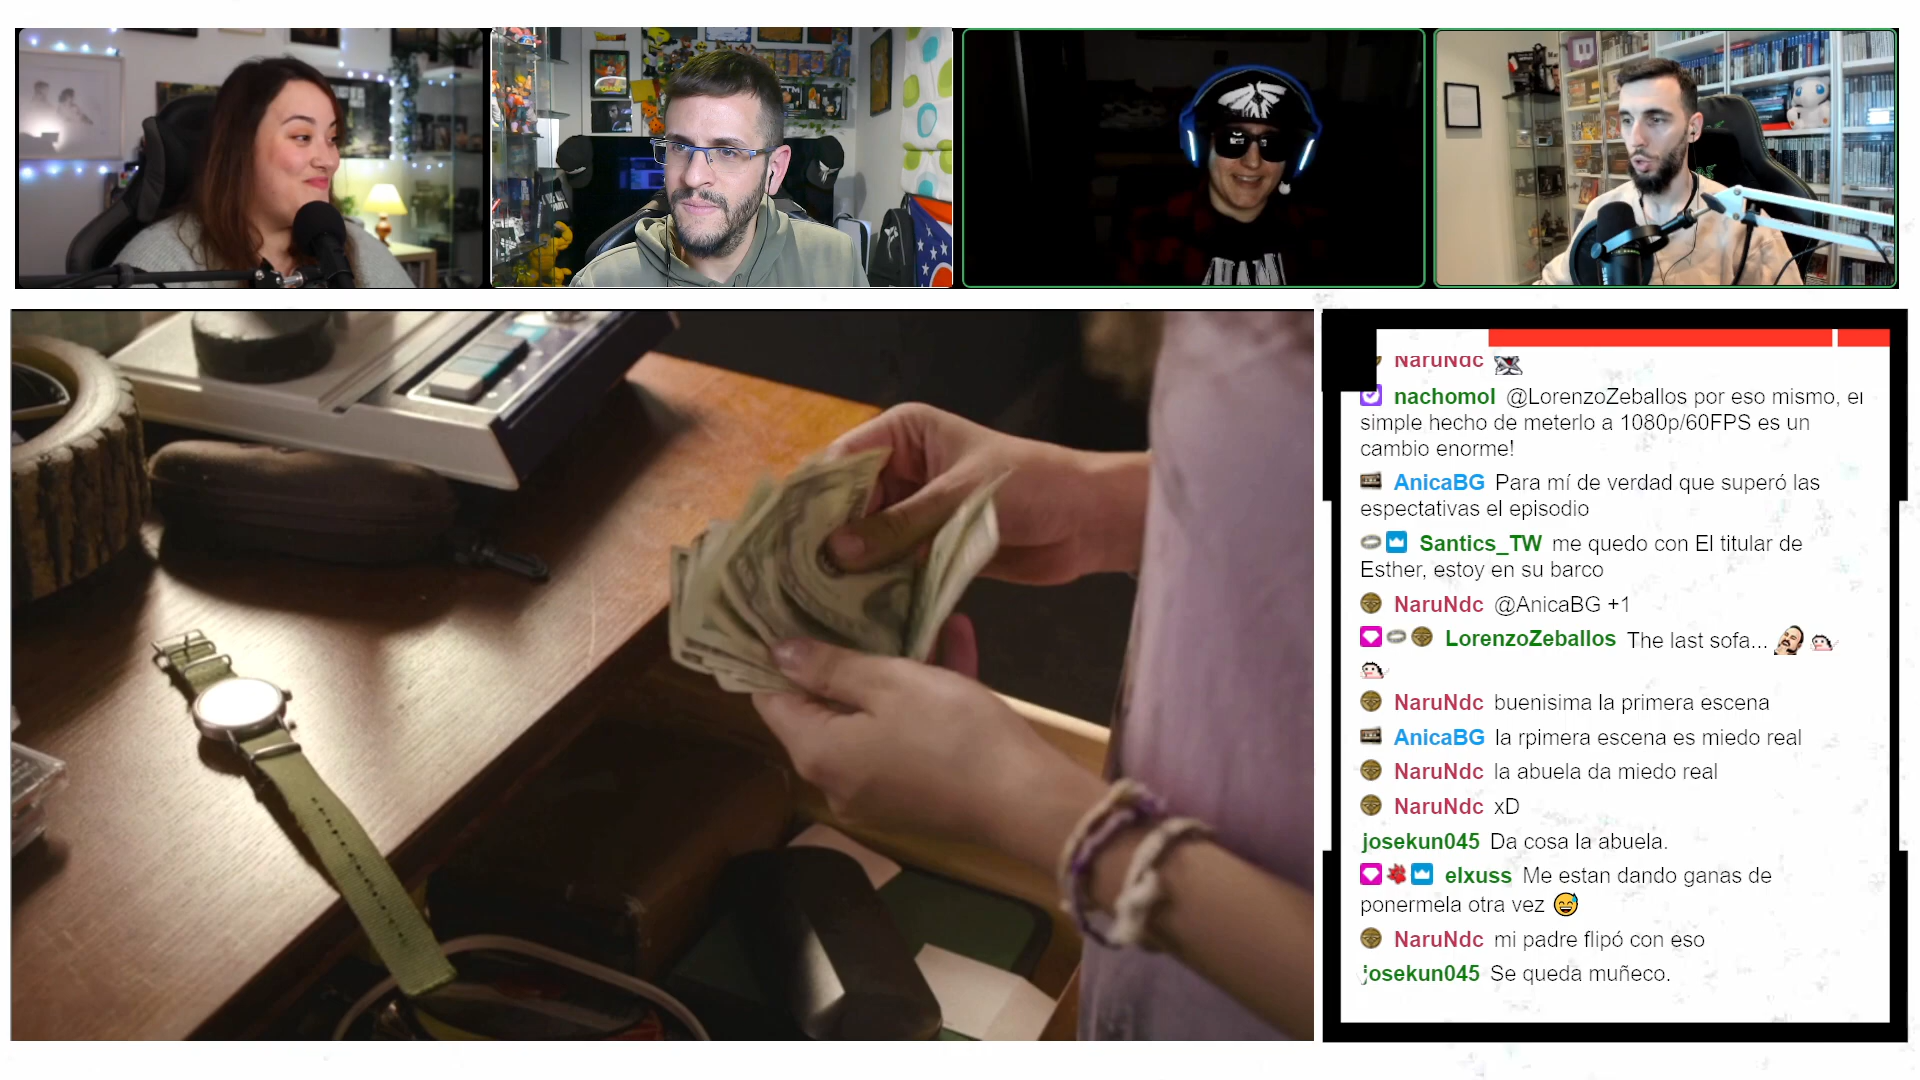 NaruNdc
nachomol @LorenzoZeballos por eso mismo, el
simple hecho de meterlo a 1080p/60FPS es un
cambio enorme!
AnicaBG Para mí de verdad que superó las
espectativas el episodio
Santics_TW me quedo con El titular de
Esther, estoy en su barco
NaruNdc @AnicaBG +1
LorenzoZeballos The last sofa...
NaruNdc buenisima la primera escena
AnicaBG la rpimera escena es miedo real
NaruNdc la abuela da miedo real
NaruNdc xD
josekun045 Da cosa la abuela.
elxuss Me estan dando ganas de
ponermela otra vez 😅
NaruNdc mi padre flipó con eso
josekun045 Se queda muñeco.